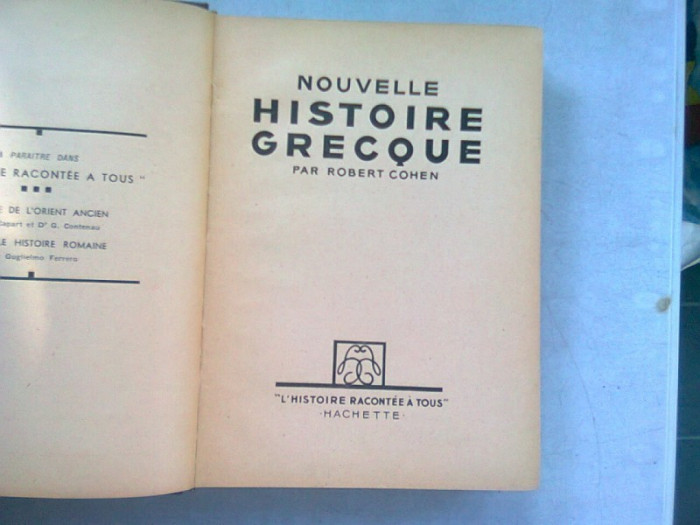 PARAITRE DANS
E RACONTÉE A TOUS"
E DE L'ORIENT ANCIEN
Capart et Dr G. Contenau
LE HISTOIRE ROMAINE
Guglielmo Ferrero
NOUVELLE
HISTOIRE
GRECQUE
PAR ROBERT COHEN
"L'HISTOIRE RACONTÉE À TOUS"
·HACHETTE·